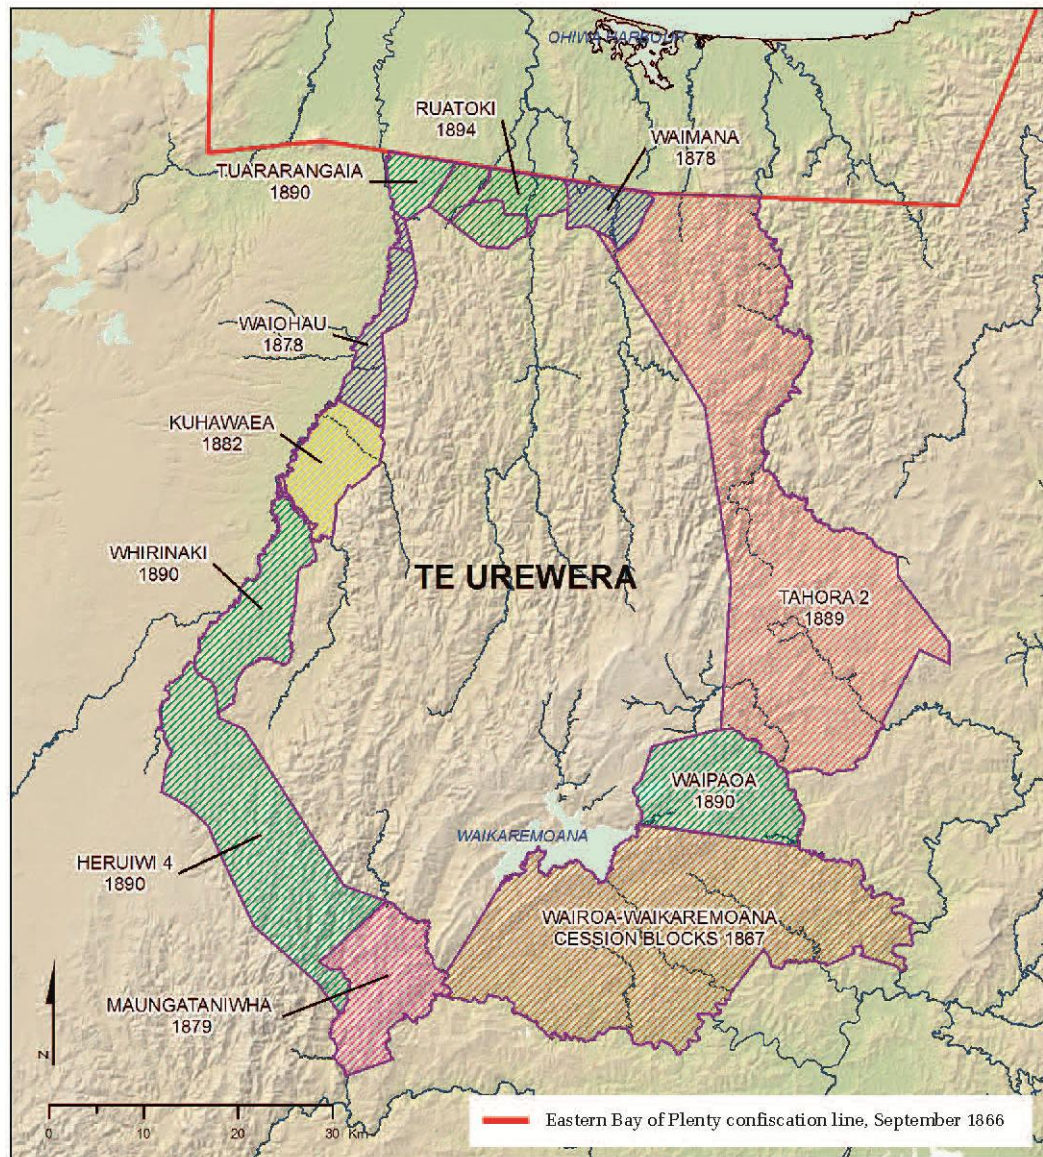 OHIWA HARBOUR
RUATOKI
1894
WAIMANA
1878
TUARARANGAIA
1890
WAIOHAU
1878
KUHAWAEA
1882
WHIRINAKI
1890
TE UREWERA
TAHORA 2
1889
WAIPAOA
1890
WAIKAREMOANA
HERUIWI 4
1890
WAIROA-WAIKAREMOANA
CESSION BLOCKS 1867
MAUNGATANIWHA
1879
N
0 10 20 30 Km
Eastern Bay of Plenty confiscation line, September 1866